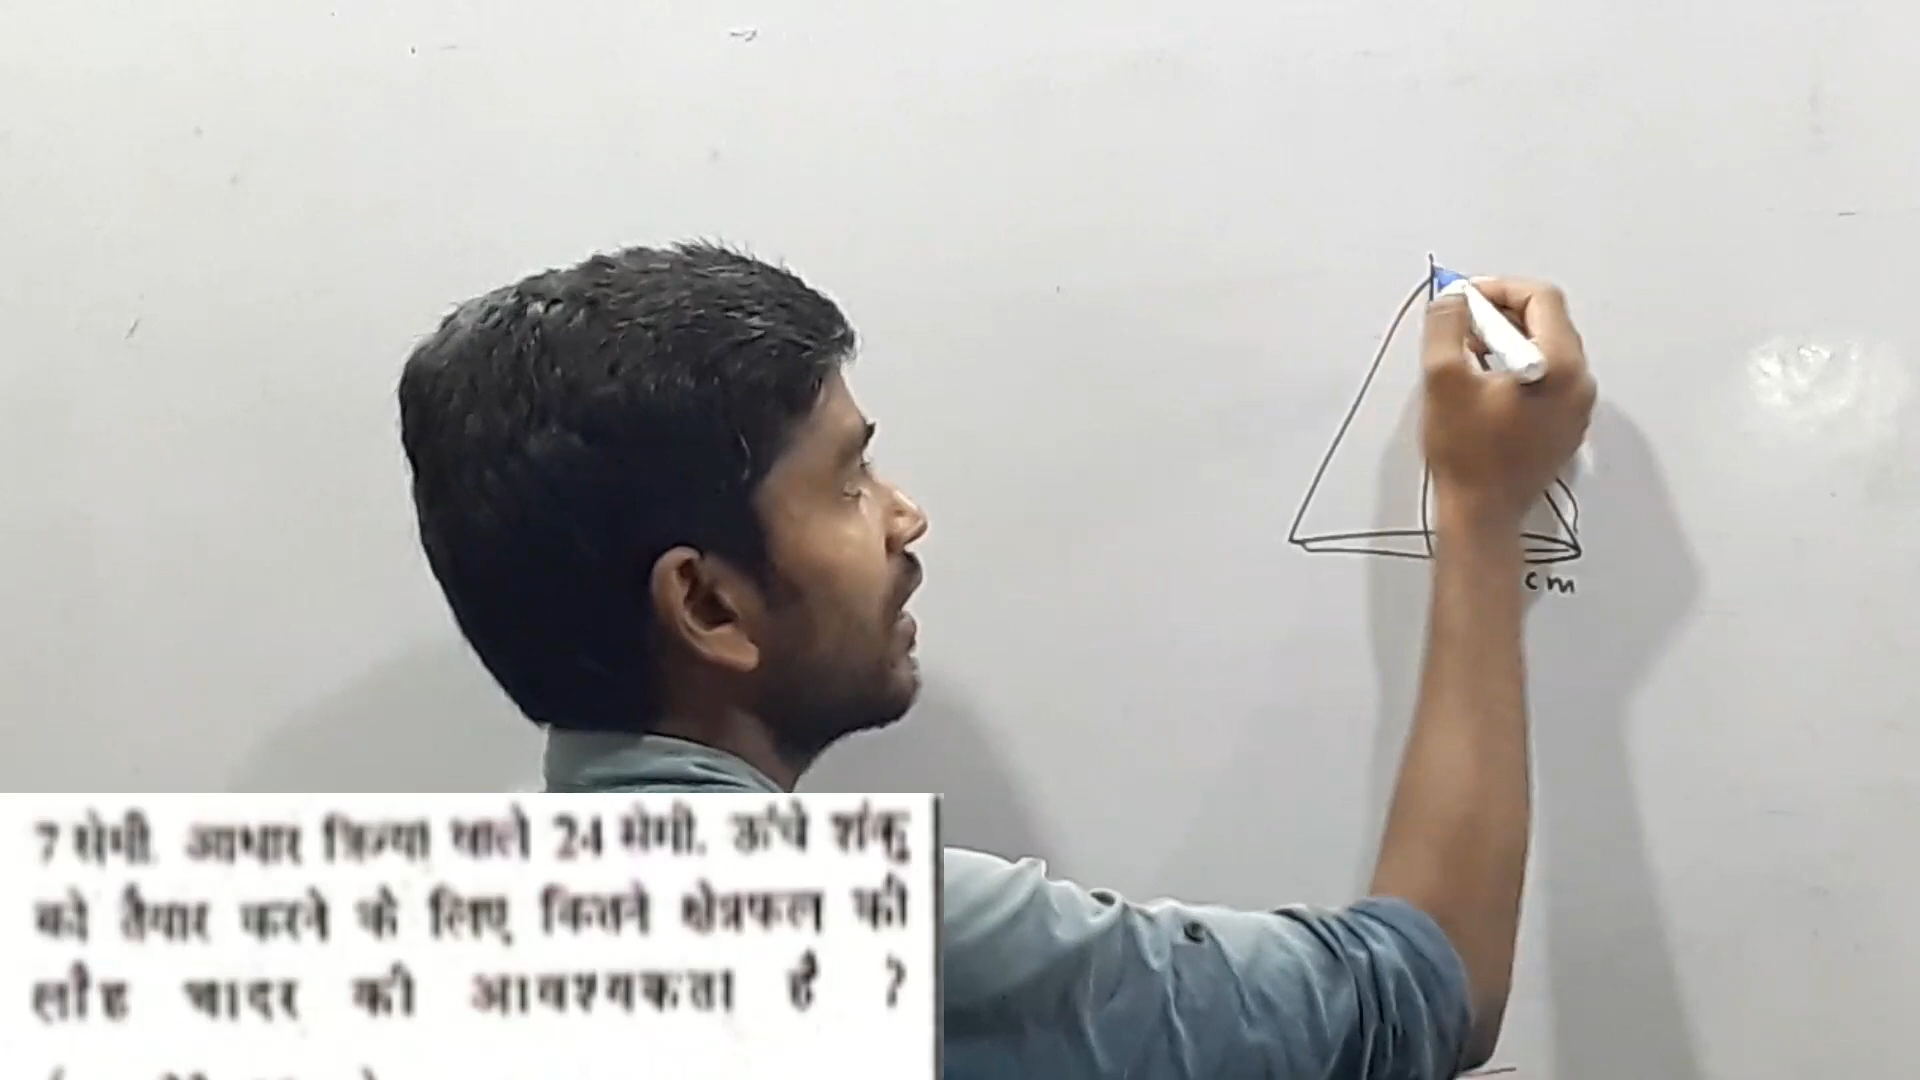 cm
7 सेमी. आधार त्रिज्या वाले 24 सेमी. ऊंचे शंकु
को तैयार करने के लिए कितने क्षेत्रफल की
लौह चादर की आवश्यकता है ?